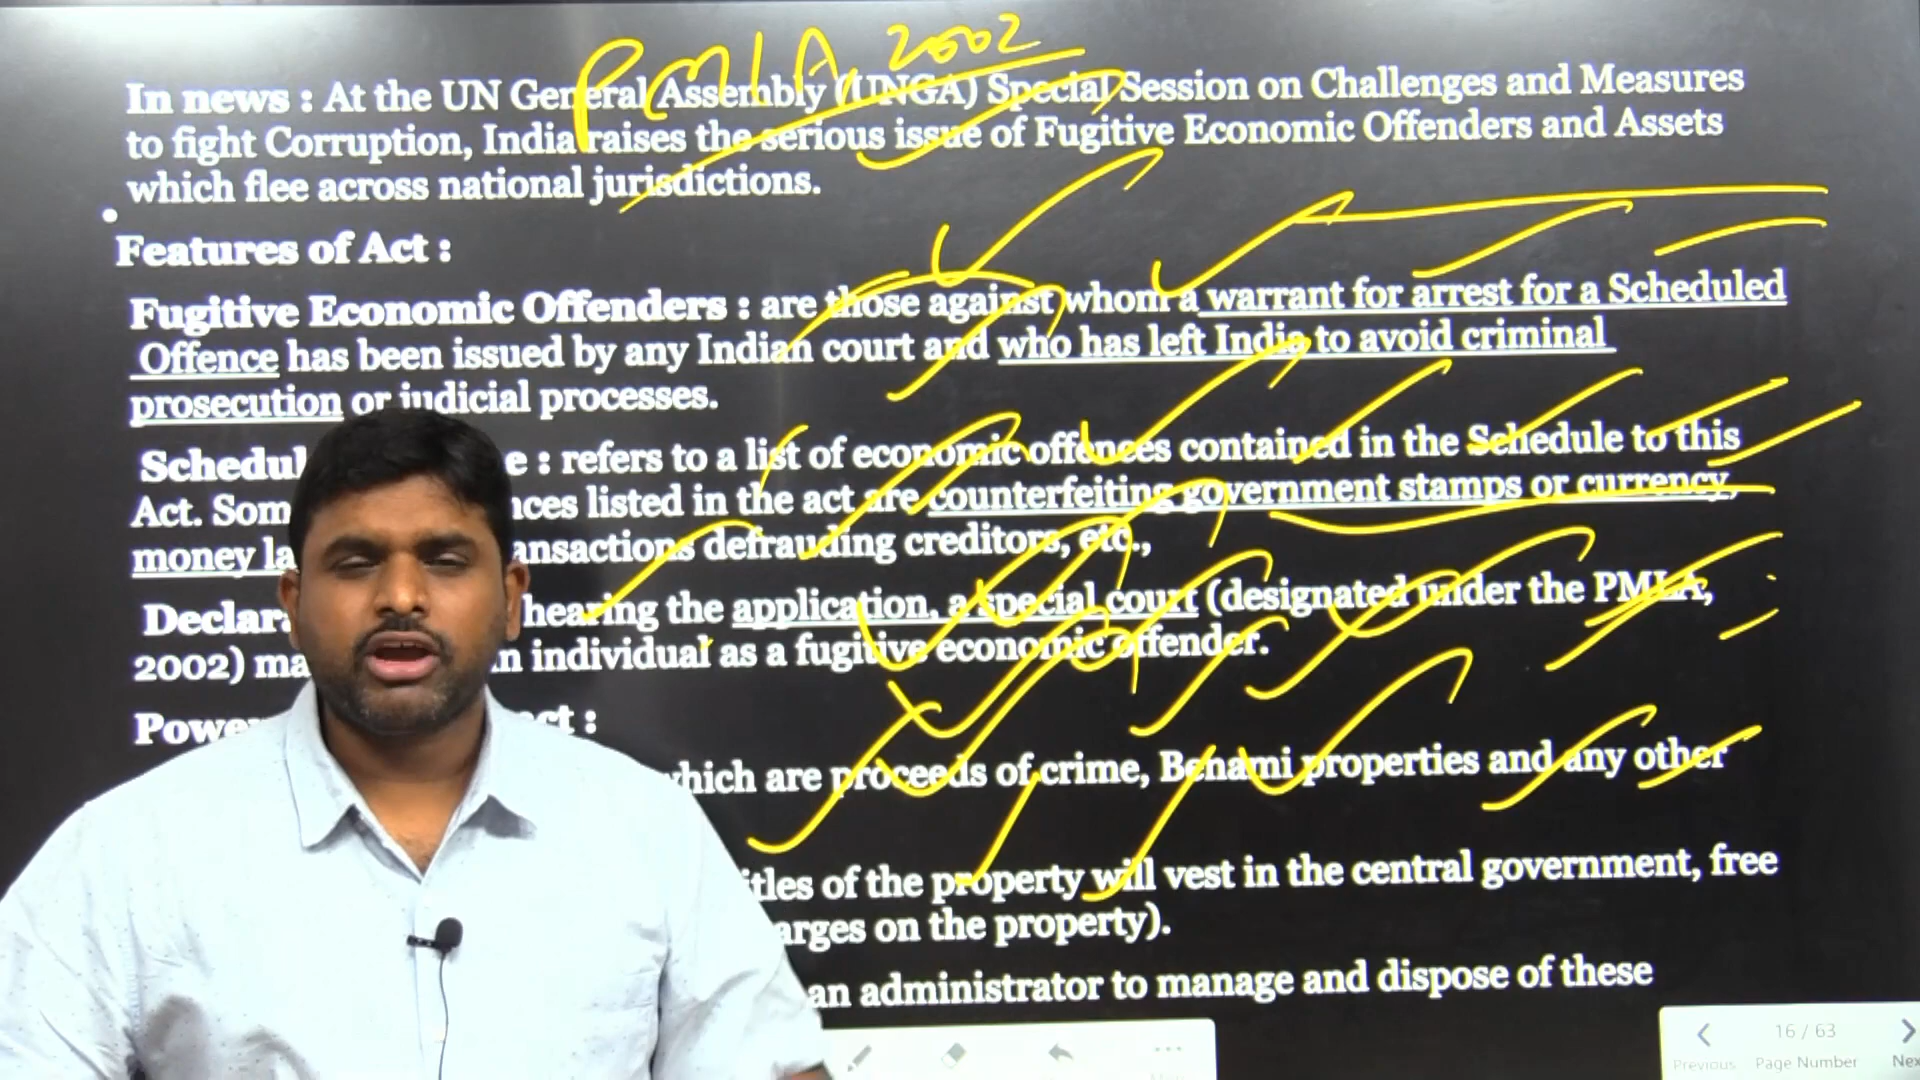 PMLA, 2002
In news : At the UN General Assembly (UNGA) Special Session on Challenges and Measures
to fight Corruption, India raises the serious issue of Fugitive Economic Offenders and Assets
which flee across national jurisdictions.
Features of Act :
Fugitive Economic Offenders : are those against whom a warrant for arrest for a Scheduled
Offence has been issued by any Indian court and who has left India to avoid criminal
prosecution or judicial processes.
e : refers to a list of economic offences contained in the Schedule to this
Act. nces listed in the act are counterfeiting government stamps or currency,
money ansactions defrauding creditors, etc.,
hearing the application, a special court (designated under the PMLA,
2002) n individual as a fugitive economic offender.
ct :
which are proceeds of crime, Benami properties and any other
itles of the property will vest in the central government, free
arges on the property).
an administrator to manage and dispose of these
16 / 63
Previous Page Number Nex